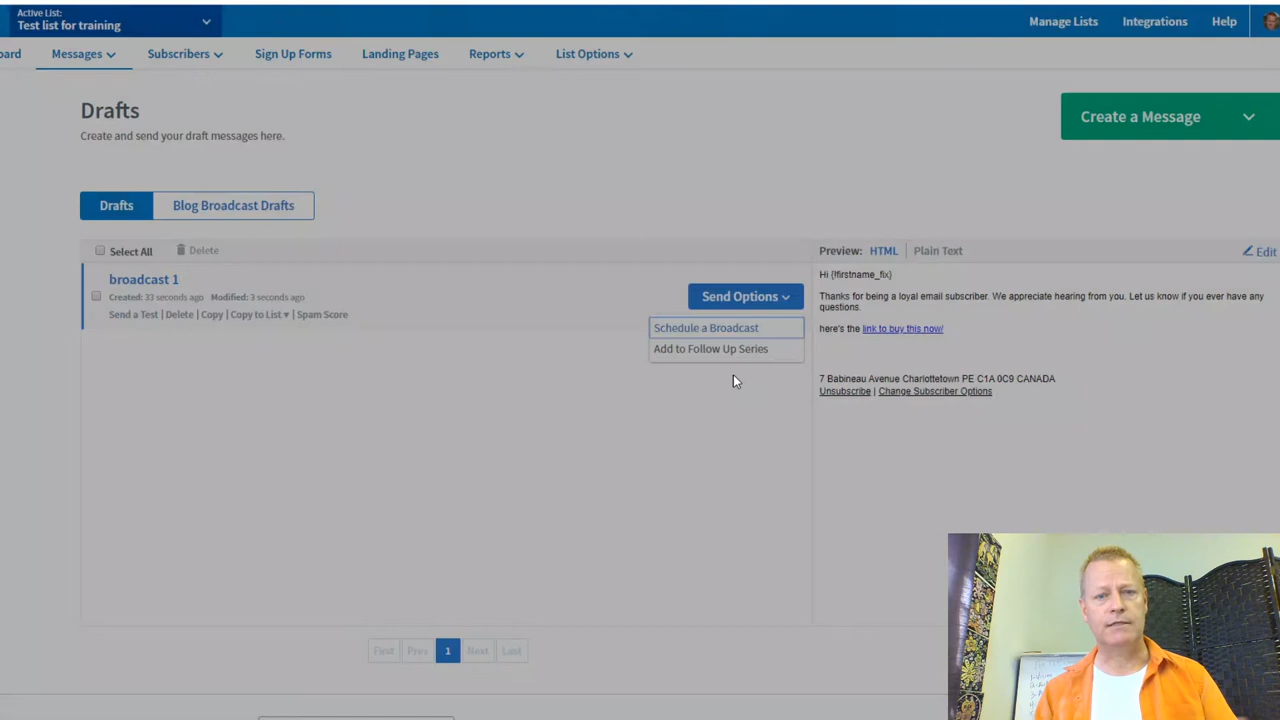 Active List:
Test list for training
Manage Lists Integrations Help
oard Messages Subscribers Sign Up Forms Landing Pages Reports List Options
Drafts
Create and send your draft messages here.
Create a Message
Drafts Blog Broadcast Drafts
Select All Delete
Preview: HTML Plain Text Edit
broadcast 1
Created: 33 seconds ago Modified: 3 seconds ago
Send a Test | Delete | Copy | Copy to List ▾ | Spam Score
Send Options
Schedule a Broadcast
Add to Follow Up Series
Hi {!firstname_fix}
Thanks for being a loyal email subscriber. We appreciate hearing from you. Let us know if you ever have any
questions.
here's the link to buy this now/
7 Babineau Avenue Charlottetown PE C1A 0C9 CANADA
Unsubscribe | Change Subscriber Options
First Prev 1 Next Last